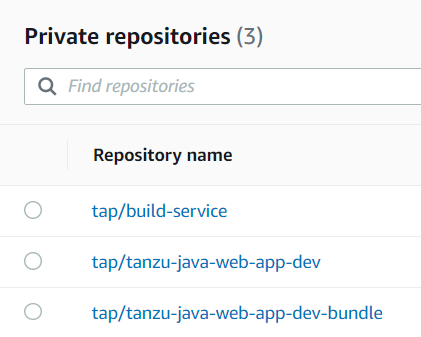 Private repositories (3)
Find repositories
Repository name
tap/build-service
tap/tanzu-java-web-app-dev
tap/tanzu-java-web-app-dev-bundle